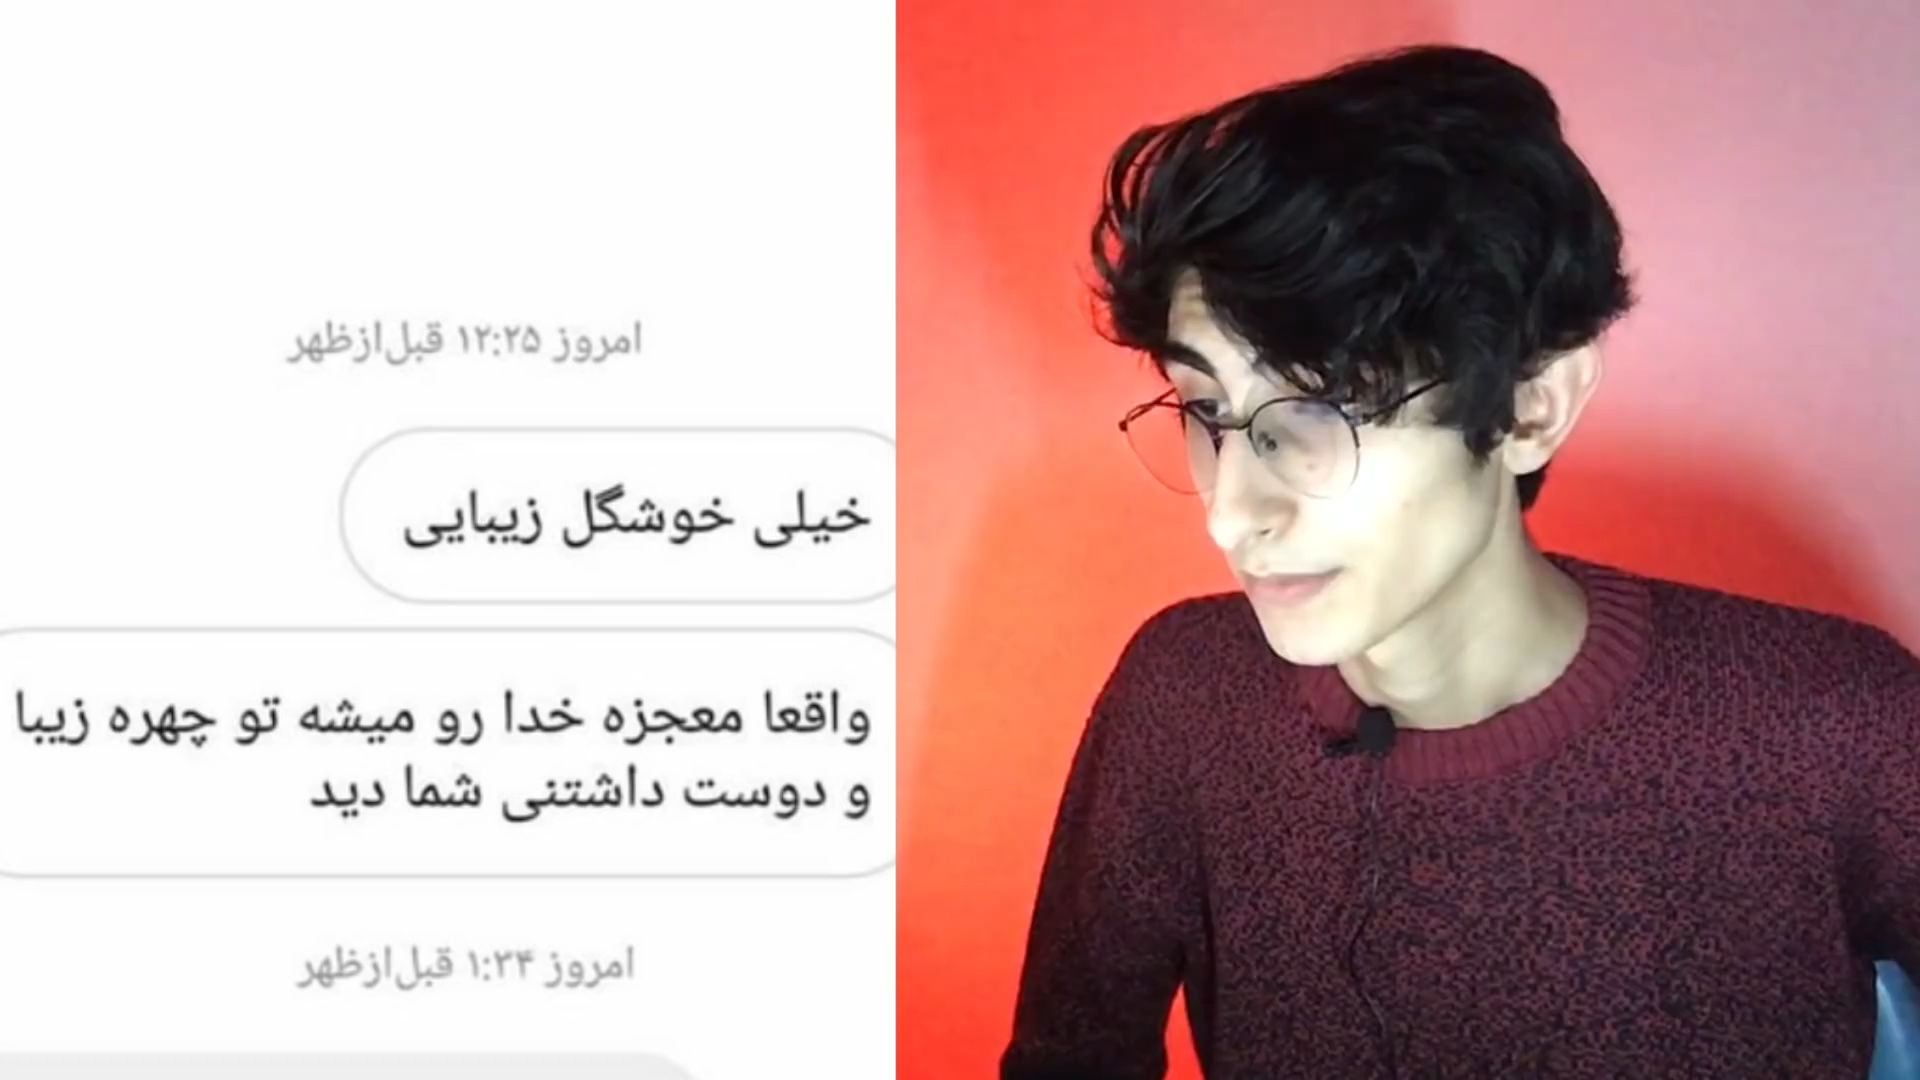 امروز ۱۲:۲۵ قبل‌ازظهر
خیلی خوشگل زیبایی
واقعا معجزه خدا رو میشه تو چهره زیبا
و دوست داشتنی شما دید
امروز ۱:۳۴ قبل‌ازظهر